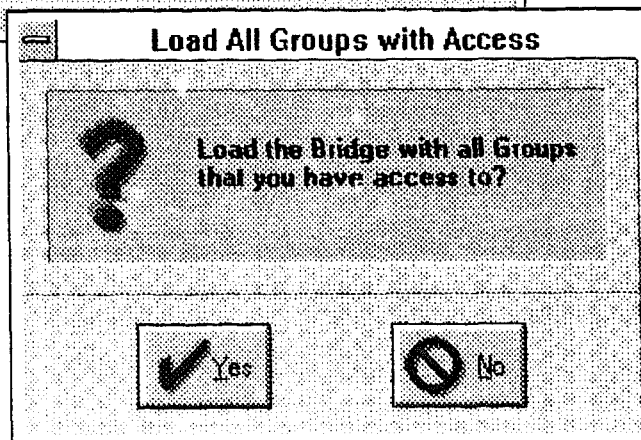 Load All Groups with Access
Load the Bridge with all Groups
that you have access to?
Yes
No